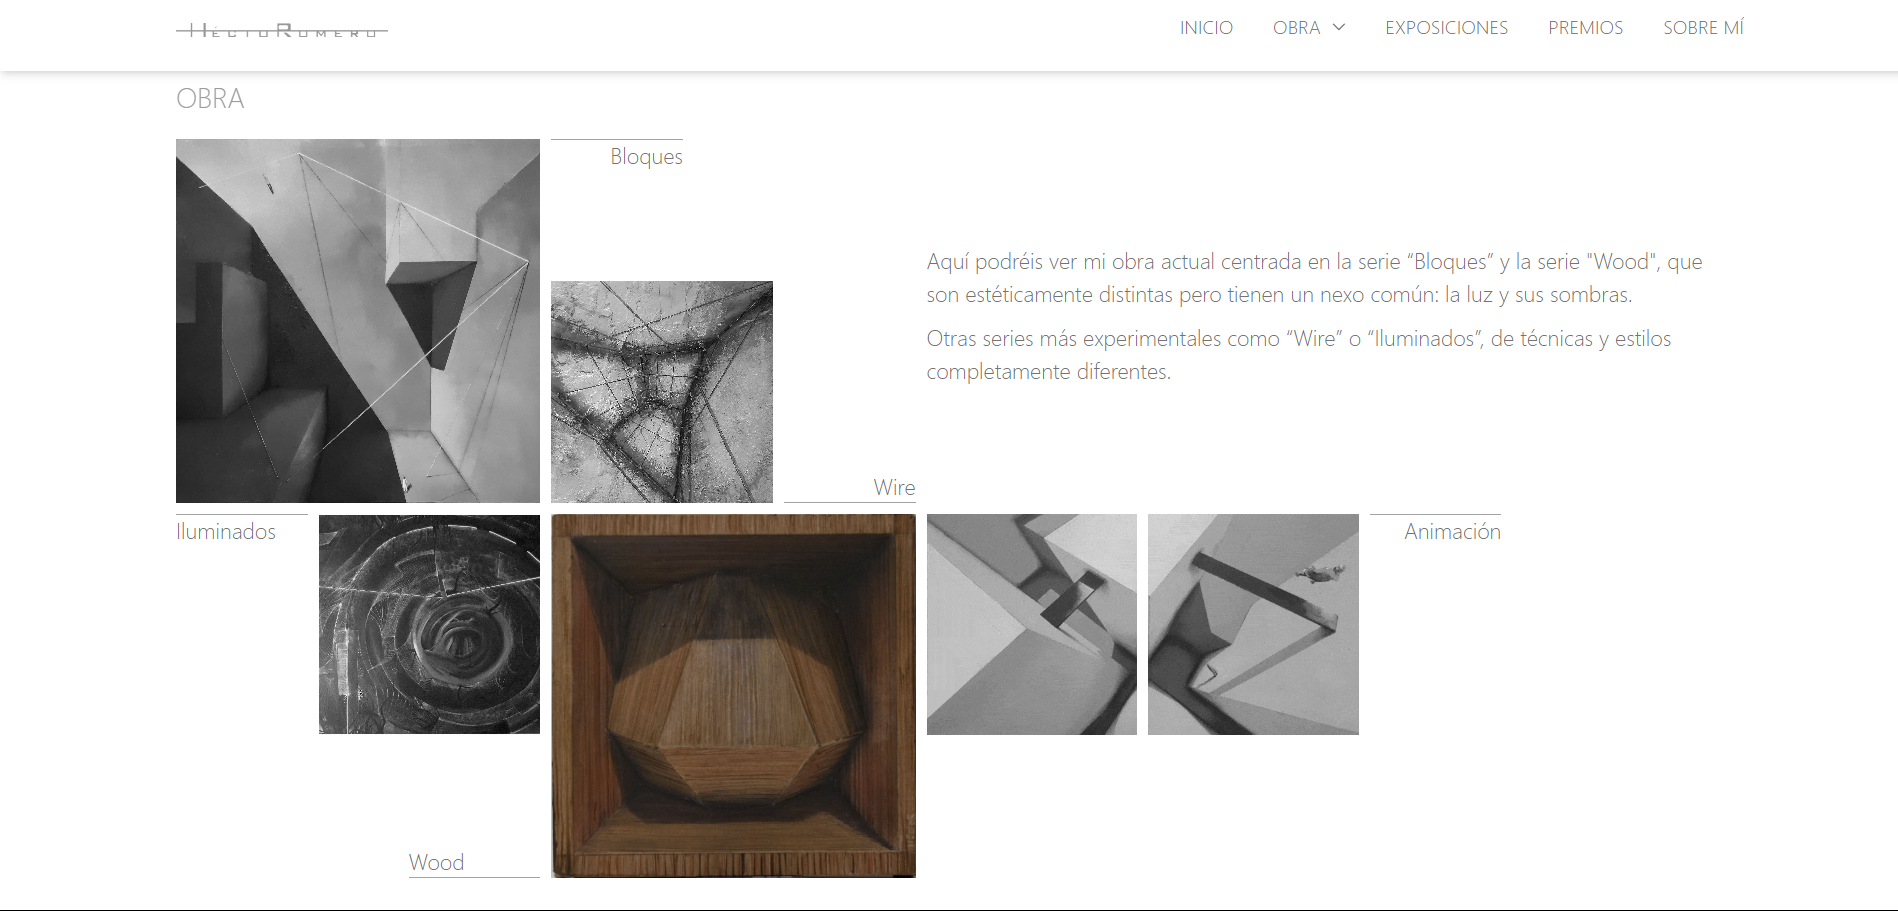 HéctoRomero
INICIO
OBRA
EXPOSICIONES
PREMIOS
SOBRE MÍ
OBRA
Bloques
Aquí podréis ver mi obra actual centrada en la serie “Bloques” y la serie "Wood", que
son estéticamente distintas pero tienen un nexo común: la luz y sus sombras.
Otras series más experimentales como “Wire” o “Iluminados”, de técnicas y estilos
completamente diferentes.
Wire
Iluminados
Animación
Wood